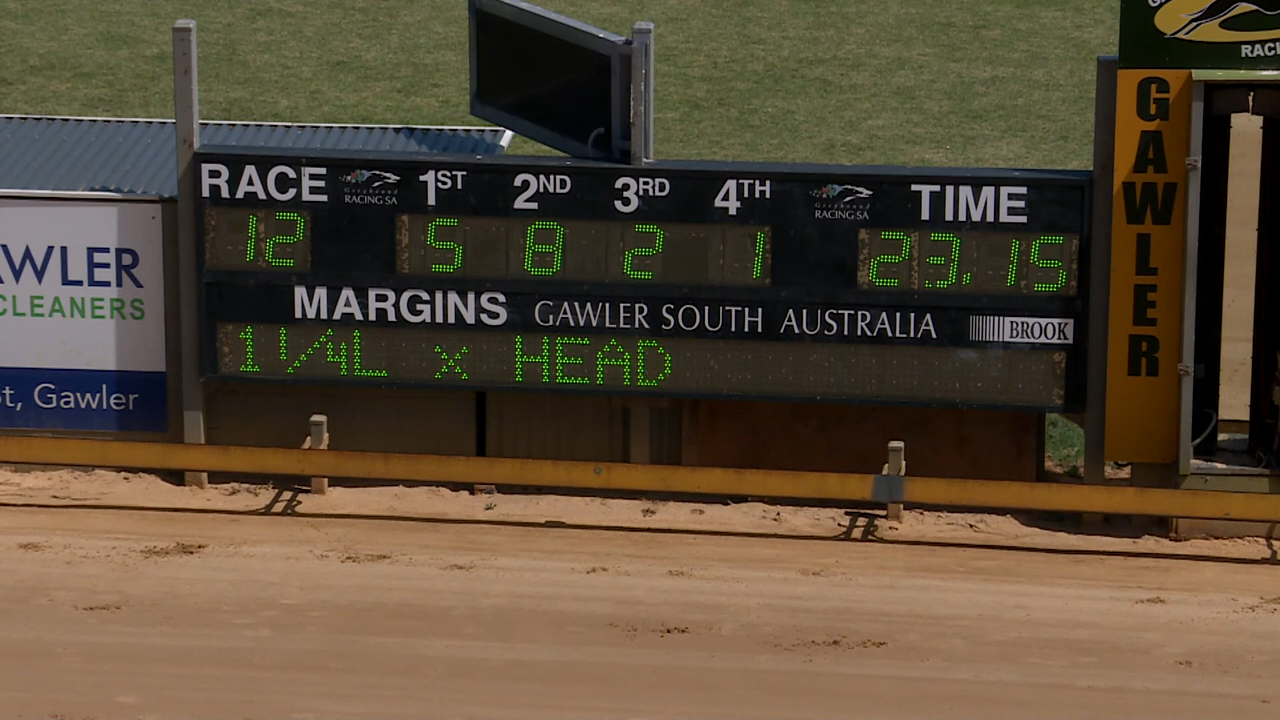 RACI
GAWLER
RACE Greyhound RACING SA 1ST 2ND 3RD 4TH Greyhound RACING SA TIME
12 5 8 2 1 23.15
MARGINS GAWLER SOUTH AUSTRALIA BROOK
1 1/4L x HEAD
AWLER
CLEANERS
t, Gawler